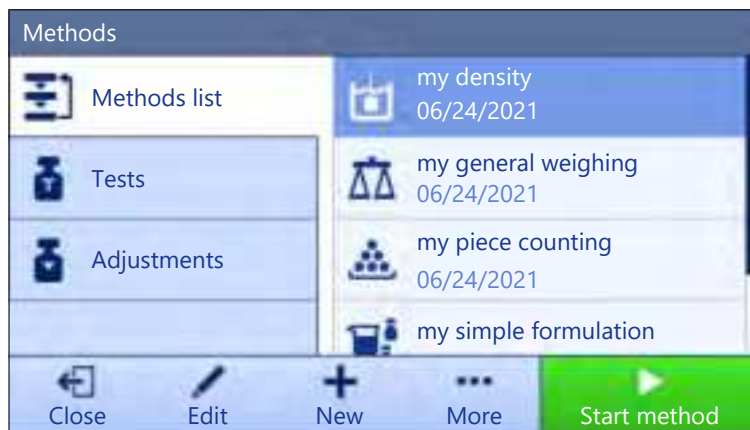 Methods
Methods list
Tests
Adjustments
my density
06/24/2021
my general weighing
06/24/2021
my piece counting
06/24/2021
my simple formulation
Close
Edit
New
More
Start method